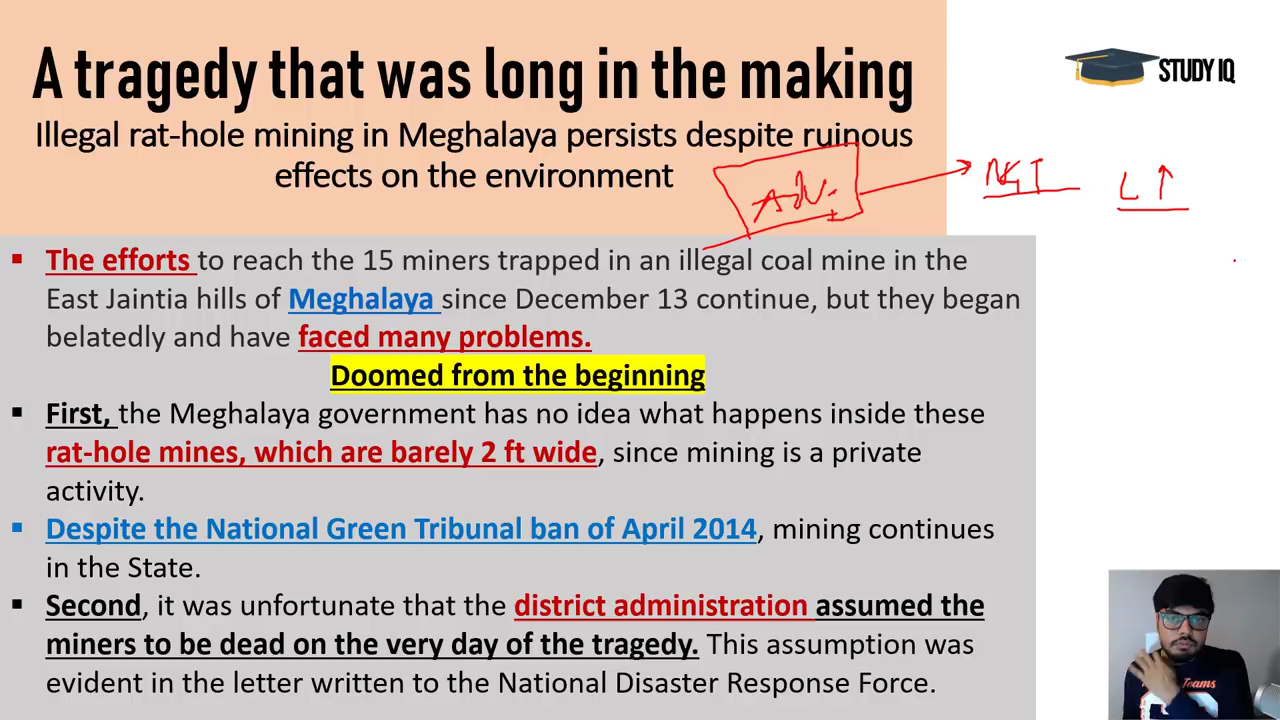 A tragedy that was long in the making
STUDY IQ
Illegal rat-hole mining in Meghalaya persists despite ruinous
effects on the environment
Adv.
NGT
L ↑
▪ The efforts to reach the 15 miners trapped in an illegal coal mine in the
East Jaintia hills of Meghalaya since December 13 continue, but they began
belatedly and have faced many problems.
Doomed from the beginning
▪ First, the Meghalaya government has no idea what happens inside these
rat-hole mines, which are barely 2 ft wide, since mining is a private
activity.
▪ Despite the National Green Tribunal ban of April 2014, mining continues
in the State.
▪ Second, it was unfortunate that the district administration assumed the
miners to be dead on the very day of the tragedy. This assumption was
evident in the letter written to the National Disaster Response Force.